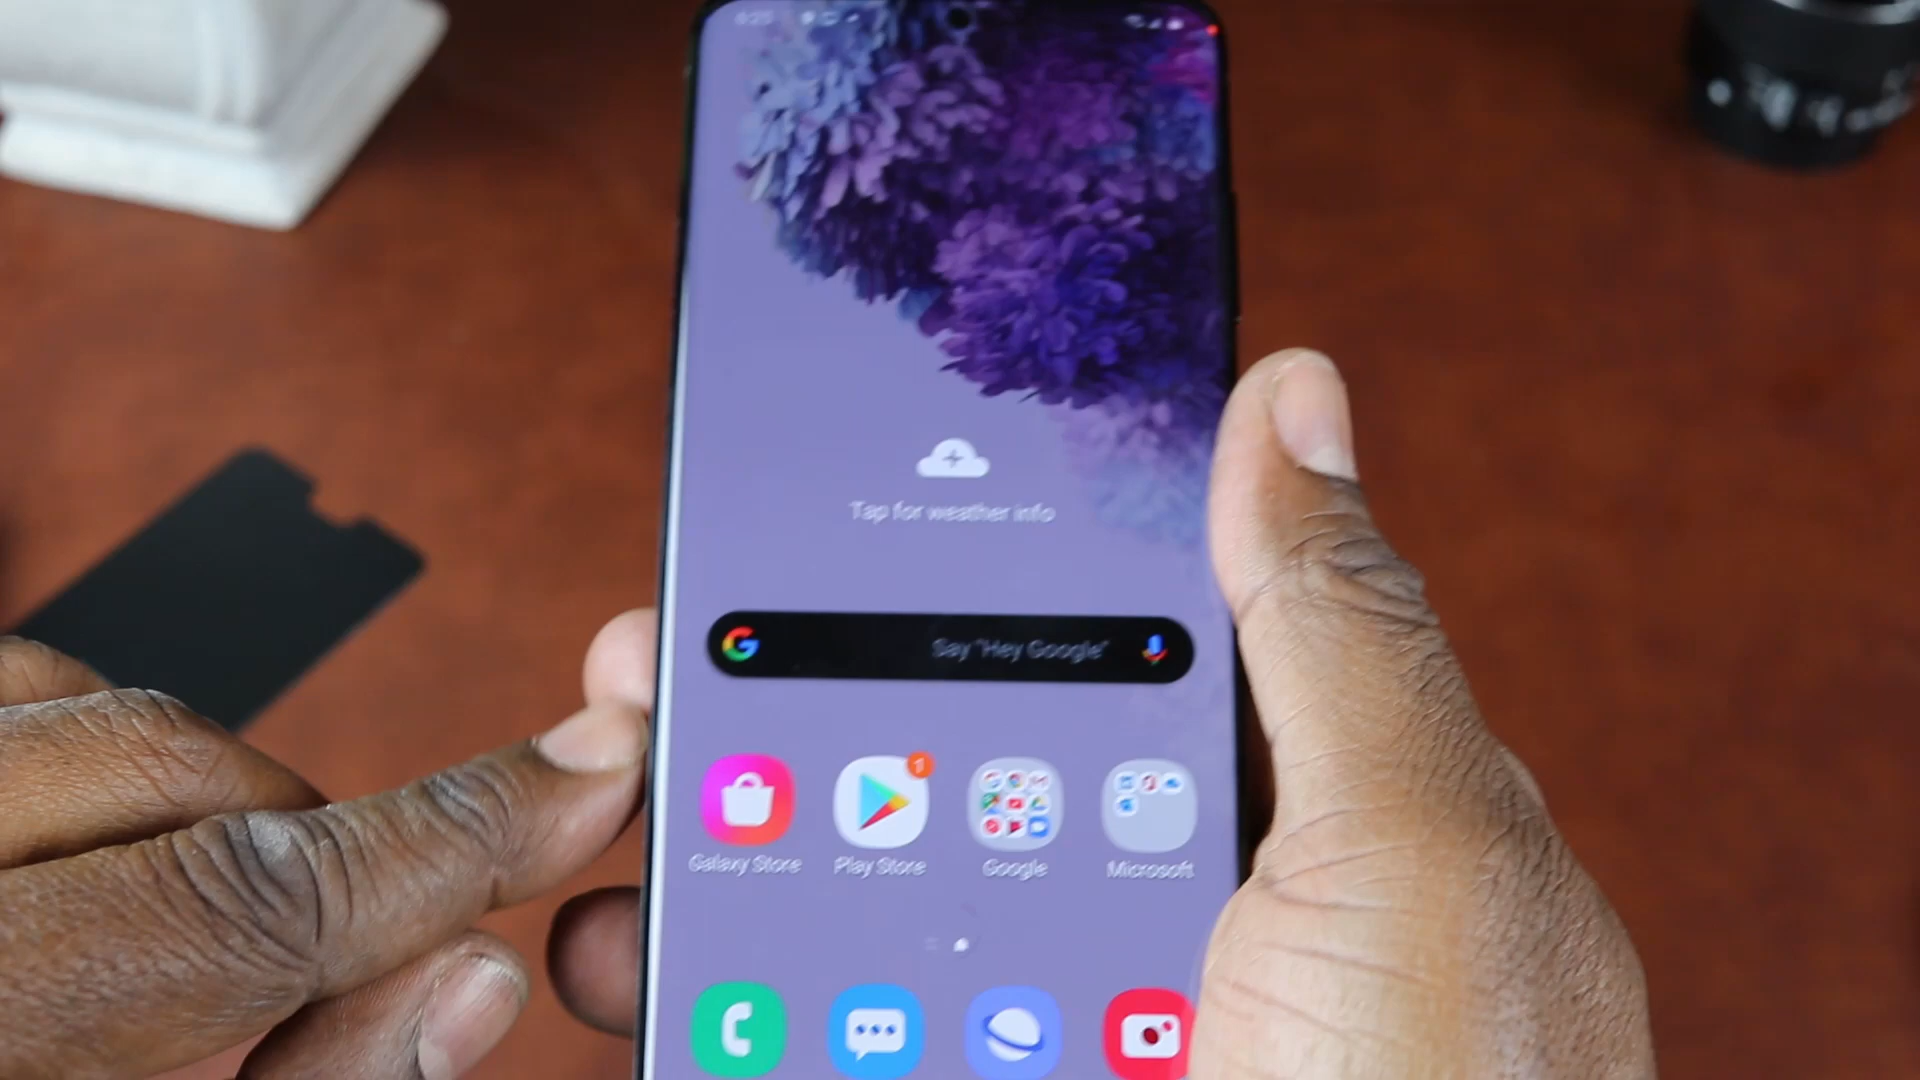 Tap for weather info
Say "Hey Google"
Galaxy Store
Play Store
Google
Microsoft